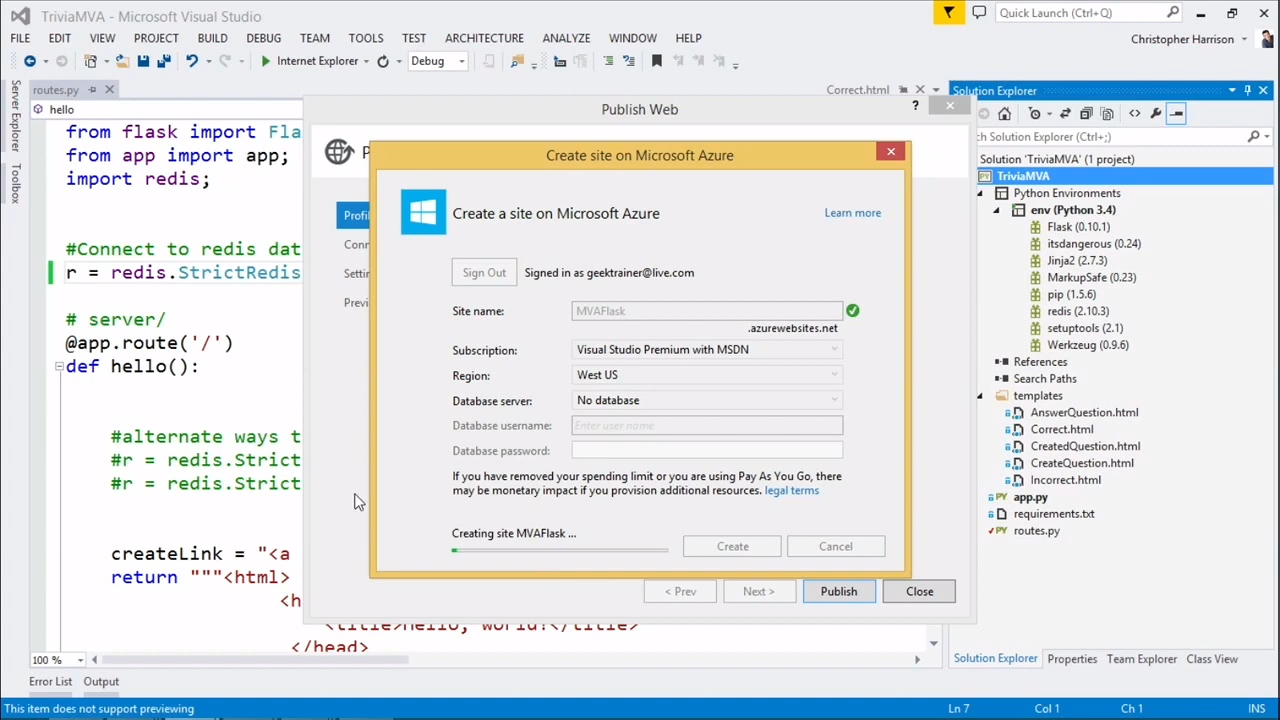 TriviaMVA - Microsoft Visual Studio
Quick Launch (Ctrl+Q)
FILE EDIT VIEW PROJECT BUILD DEBUG TEAM TOOLS TEST ARCHITECTURE ANALYZE WINDOW HELP
Christopher Harrison
Internet Explorer
Debug
Server Explorer
Toolbox
routes.py
Correct.html
hello
from flask import Fla
from app import app;
import redis;
#Connect to redis dat
r = redis.StrictRedis
# server/
@app.route('/')
def hello():
#alternate ways t
#r = redis.Strict
#r = redis.Strict
createLink = "<a
return """<html>
<h
<title>Hello, world!</title>
</head>
100 %
Publish Web
?
P
Profi
Conn
Settin
Previ
Create site on Microsoft Azure
Create a site on Microsoft Azure
Learn more
Sign Out
Signed in as geektrainer@live.com
Site name:
MVAFlask
.azurewebsites.net
Subscription:
Visual Studio Premium with MSDN
Region:
West US
Database server:
No database
Database username:
Enter user name
Database password:
If you have removed your spending limit or you are using Pay As You Go, there
may be monetary impact if you provision additional resources. legal terms
Creating site MVAFlask ...
Create
Cancel
< Prev
Next >
Publish
Close
Solution Explorer
ch Solution Explorer (Ctrl+;)
Solution 'TriviaMVA' (1 project)
TriviaMVA
Python Environments
env (Python 3.4)
Flask (0.10.1)
itsdangerous (0.24)
Jinja2 (2.7.3)
MarkupSafe (0.23)
pip (1.5.6)
redis (2.10.3)
setuptools (2.1)
Werkzeug (0.9.6)
References
Search Paths
templates
AnswerQuestion.html
Correct.html
CreatedQuestion.html
CreateQuestion.html
Incorrect.html
app.py
requirements.txt
routes.py
Solution Explorer
Properties
Team Explorer
Class View
Error List
Output
This item does not support previewing
Ln 7
Col 1
Ch 1
INS